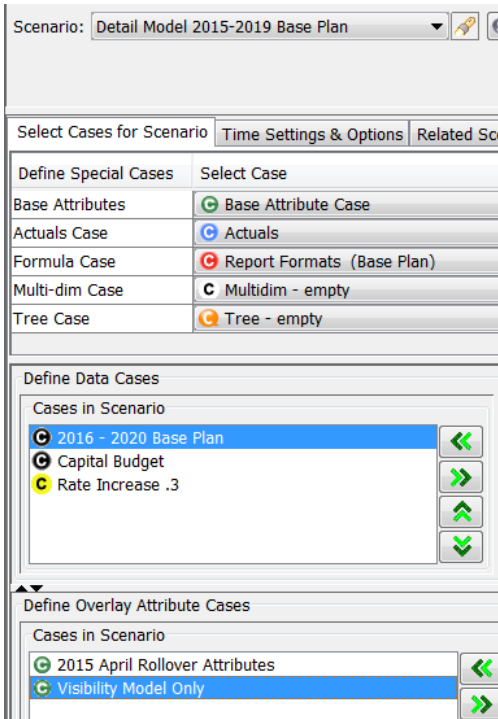 Scenario: Detail Model 2015-2019 Base Plan
Select Cases for Scenario Time Settings & Options Related Sce
Define Special Cases Select Case
Base Attributes Base Attribute Case
Actuals Case Actuals
Formula Case Report Formats (Base Plan)
Multi-dim Case Multidim - empty
Tree Case Tree - empty
Define Data Cases
Cases in Scenario
2016 - 2020 Base Plan
Capital Budget
Rate Increase .3
Define Overlay Attribute Cases
Cases in Scenario
2015 April Rollover Attributes
Visibility Model Only